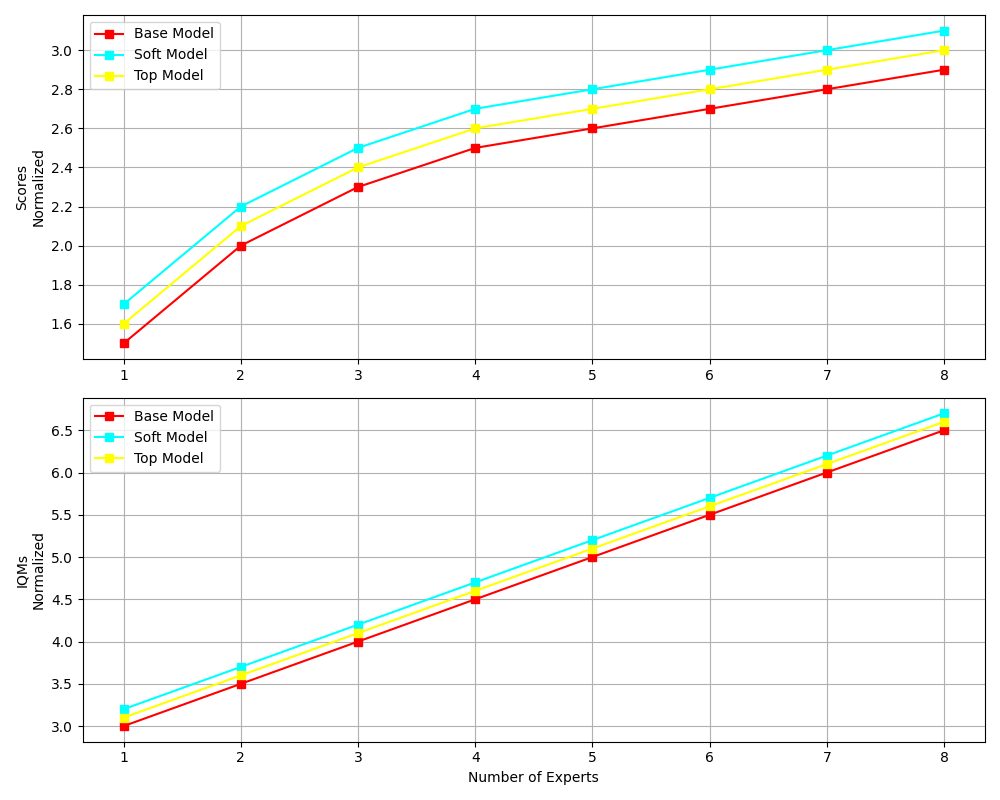 Base Model
Soft Model
Top Model
Scores
Normalized
3.0
2.8
2.6
2.4
2.2
2.0
1.8
1.6
1 2 3 4 5 6 7 8
Base Model
Soft Model
Top Model
IQMs
Normalized
6.5
6.0
5.5
5.0
4.5
4.0
3.5
3.0
1 2 3 4 5 6 7 8
Number of Experts